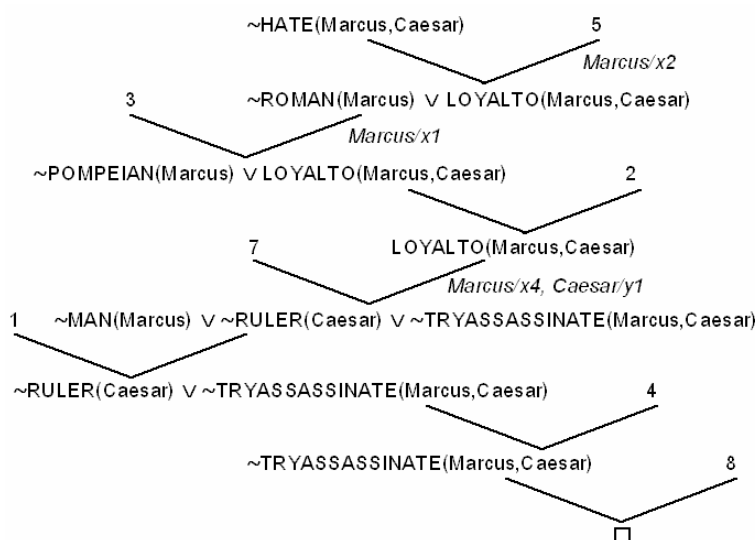 ~HATE(Marcus,Caesar) 5
Marcus/x2
3 ~ROMAN(Marcus) ∨ LOYALTO(Marcus,Caesar)
Marcus/x1
~POMPEIAN(Marcus) ∨ LOYALTO(Marcus,Caesar) 2
7 LOYALTO(Marcus,Caesar)
Marcus/x4, Caesar/y1
1 ~MAN(Marcus) ∨ ~RULER(Caesar) ∨ ~TRYASSASSINATE(Marcus,Caesar)
~RULER(Caesar) ∨ ~TRYASSASSINATE(Marcus,Caesar) 4
~TRYASSASSINATE(Marcus,Caesar) 8